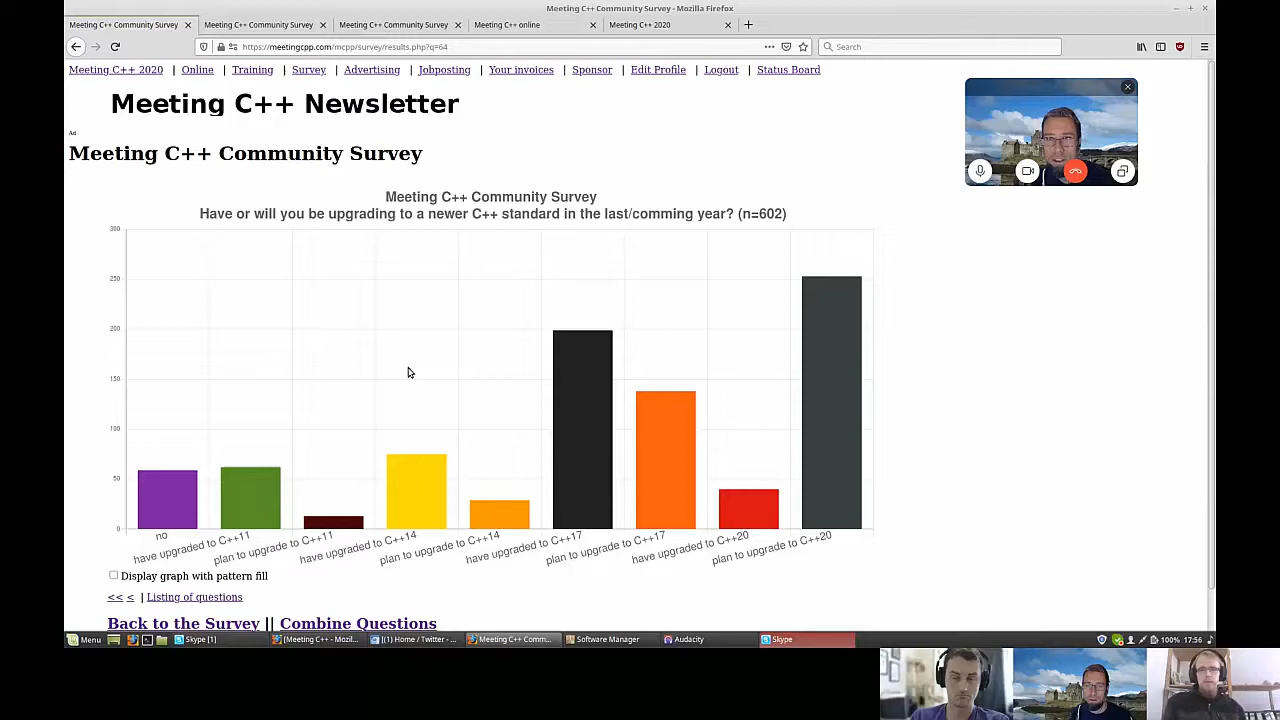 Meeting C++ Community Survey - Mozilla Firefox
Meeting C++ Community Survey × Meeting C++ Community Survey × Meeting C++ Community Survey × Meeting C++ online × Meeting C++ 2020 × +
https://meetingcpp.com/mcpp/survey/results.php?q=64 Search
Meeting C++ 2020 | Online | Training | Survey | Advertising | Jobposting | Your invoices | Sponsor | Edit Profile | Logout | Status Board
Meeting C++ Newsletter
Ad
Meeting C++ Community Survey
Meeting C++ Community Survey
Have or will you be upgrading to a newer C++ standard in the last/comming year? (n=602)
300
250
200
150
100
50
0
no
have upgraded to C++11
plan to upgrade to C++11
have upgraded to C++14
plan to upgrade to C++14
have upgraded to C++17
plan to upgrade to C++17
have upgraded to C++20
plan to upgrade to C++20
Display graph with pattern fill
<< < | Listing of questions
Back to the Survey || Combine Questions
Menu Skype [1] [Meeting C++ - Mozil... [(1) Home / Twitter - ... Meeting C++ Comm... Software Manager Audacity Skype 100% 17:56